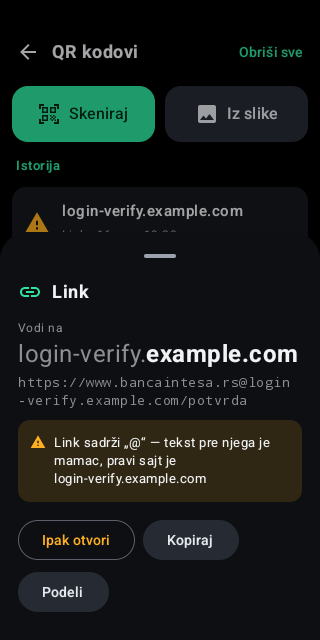 QR kodovi
Obriši sve
Skeniraj
Iz slike
Istorija
login-verify.example.com
Link
Vodi na
login-verify.example.com
https://www.bancaintesa.rs@login
-verify.example.com/potvrda
Link sadrži „@“ — tekst pre njega je
mamac, pravi sajt je
login-verify.example.com
Ipak otvori
Kopiraj
Podeli